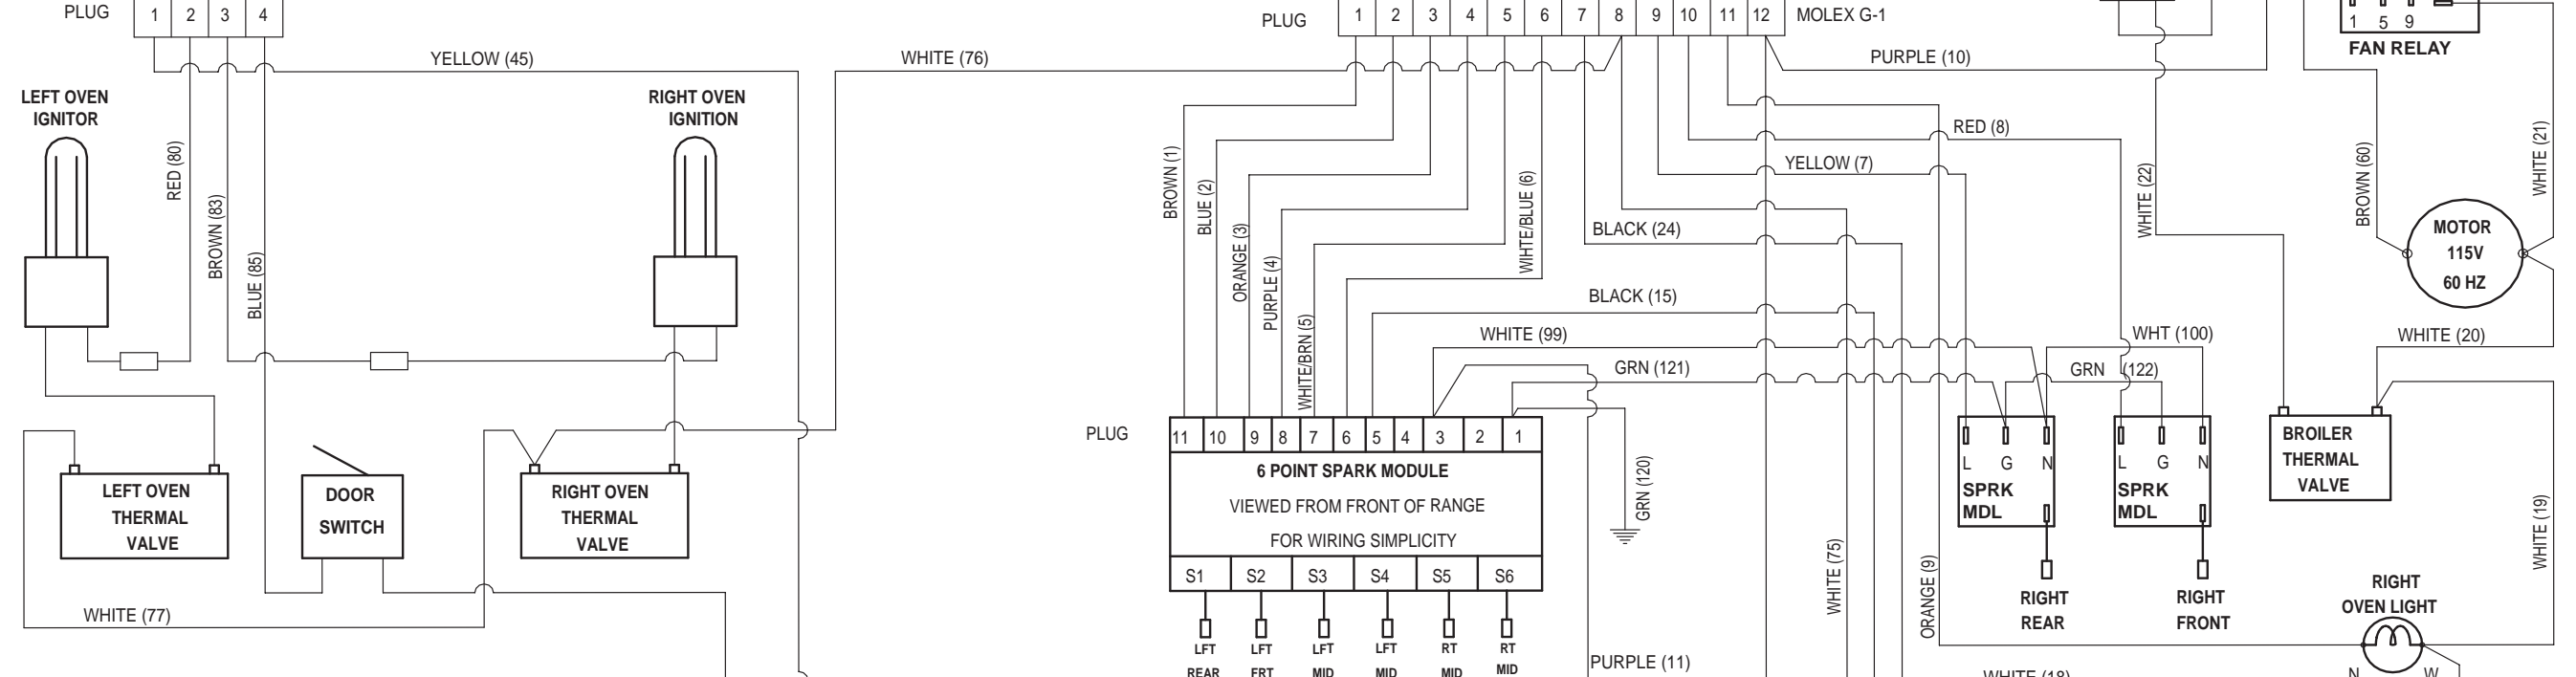 PLUG 1 2 3 4
PLUG 1 2 3 4 5 6 7 8 9 10 11 12 MOLEX G-1
1 5 9
FAN RELAY
YELLOW (45)
WHITE (76)
PURPLE (10)
LEFT OVEN
IGNITOR
RIGHT OVEN
IGNITION
RED (80)
BROWN (83)
BLUE (85)
BROWN (1)
BLUE (2)
ORANGE (3)
PURPLE (4)
WHITE/BRN (5)
WIHTE/BLUE (6)
RED (8)
YELLOW (7)
BLACK (24)
BLACK (15)
WHITE (99)
GRN (121)
WHITE (22)
BROWN (60)
WHITE (21)
MOTOR
115V
60 HZ
WHT (100)
GRN (122)
WHITE (20)
PLUG 11 10 9 8 7 6 5 4 3 2 1
6 POINT SPARK MODULE
VIEWED FROM FRONT OF RANGE
FOR WIRING SIMPLICITY
S1 S2 S3 S4 S5 S6
LFT LFT LFT LFT RT RT
REAR FRT MID MID MID MID
GRN (120)
LEFT OVEN
THERMAL
VALVE
DOOR
SWITCH
RIGHT OVEN
THERMAL
VALVE
WHITE (77)
L G N
SPRK
MDL
RIGHT
REAR
L G N
SPRK
MDL
RIGHT
FRONT
BROILER
THERMAL
VALVE
WHITE (75)
ORANGE (9)
WHITE (19)
RIGHT
OVEN LIGHT
N W
PURPLE (11)
WHITE (18)